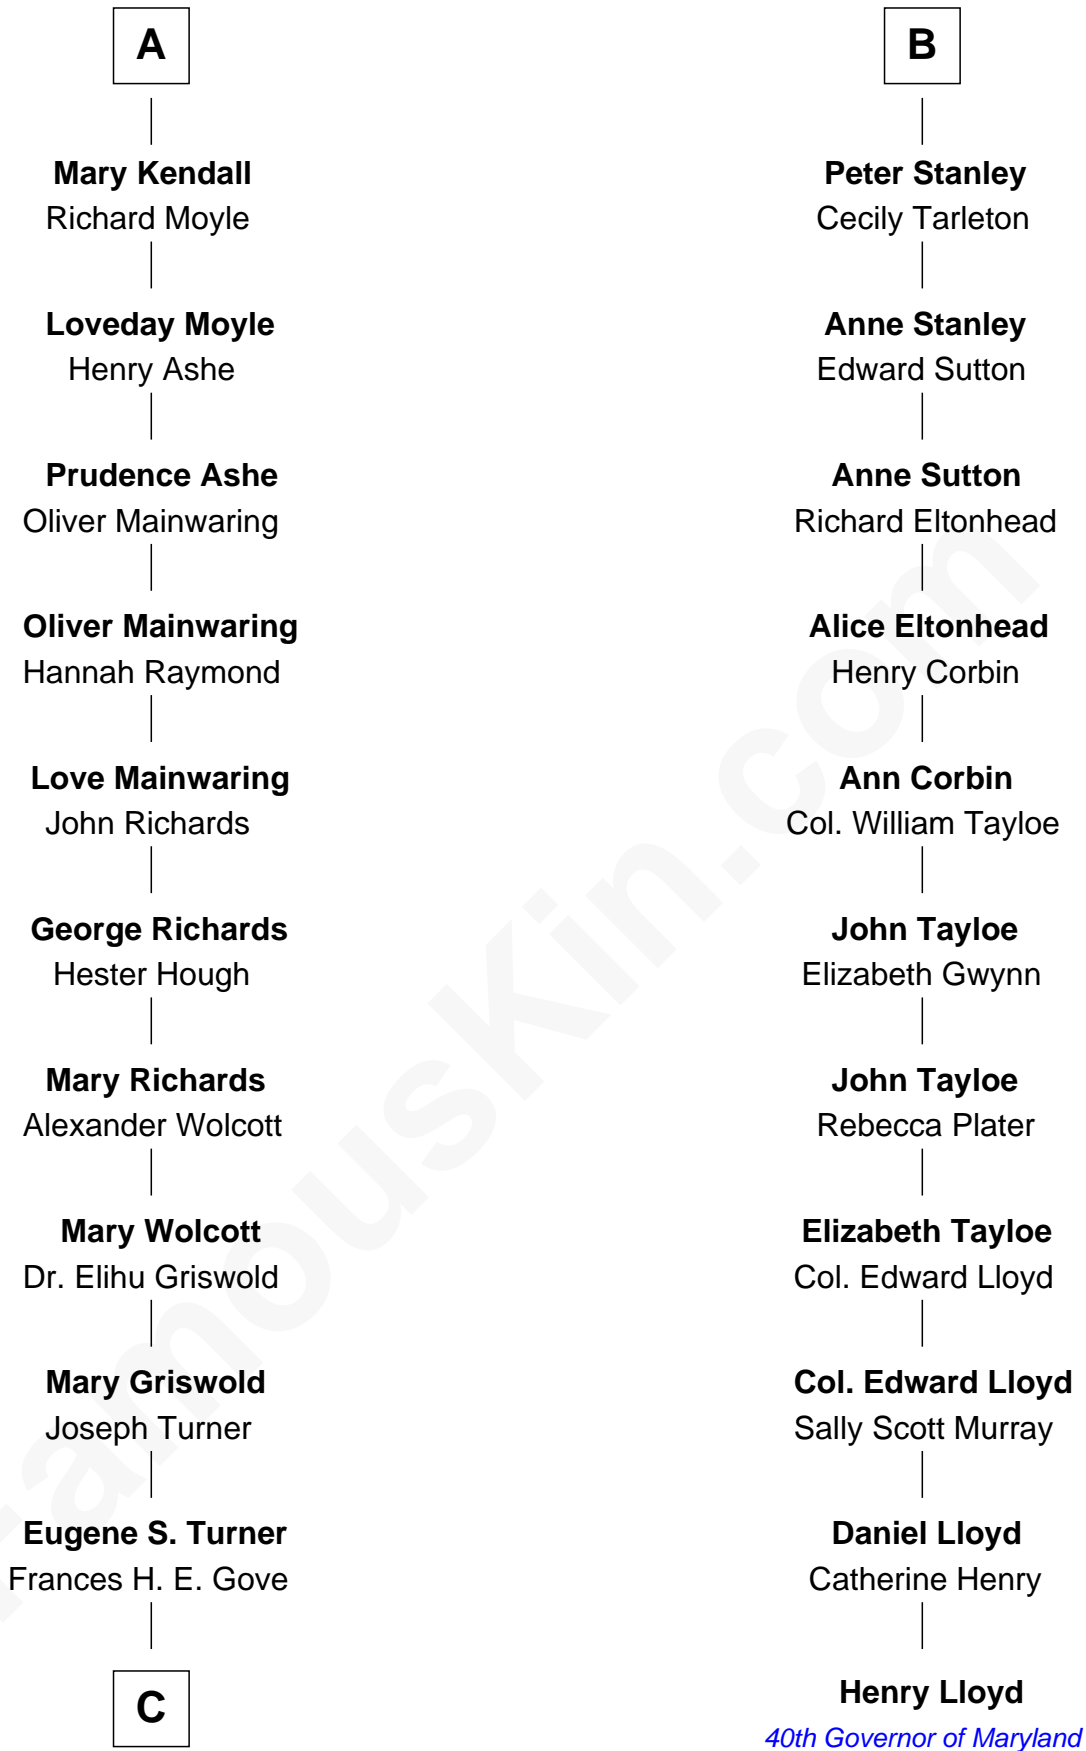 A
Mary Kendall
Richard Moyle
Loveday Moyle
Henry Ashe
Prudence Ashe
Oliver Mainwaring
Oliver Mainwaring
Hannah Raymond
Love Mainwaring
John Richards
George Richards
Hester Hough
Mary Richards
Alexander Wolcott
Mary Wolcott
Dr. Elihu Griswold
Mary Griswold
Joseph Turner
Eugene S. Turner
Frances H. E. Gove
C
B
Peter Stanley
Cecily Tarleton
Anne Stanley
Edward Sutton
Anne Sutton
Richard Eltonhead
Alice Eltonhead
Henry Corbin
Ann Corbin
Col. William Tayloe
John Tayloe
Elizabeth Gwynn
John Tayloe
Rebecca Plater
Elizabeth Tayloe
Col. Edward Lloyd
Col. Edward Lloyd
Sally Scott Murray
Daniel Lloyd
Catherine Henry
Henry Lloyd
40th Governor of Maryland
FamousKin.com